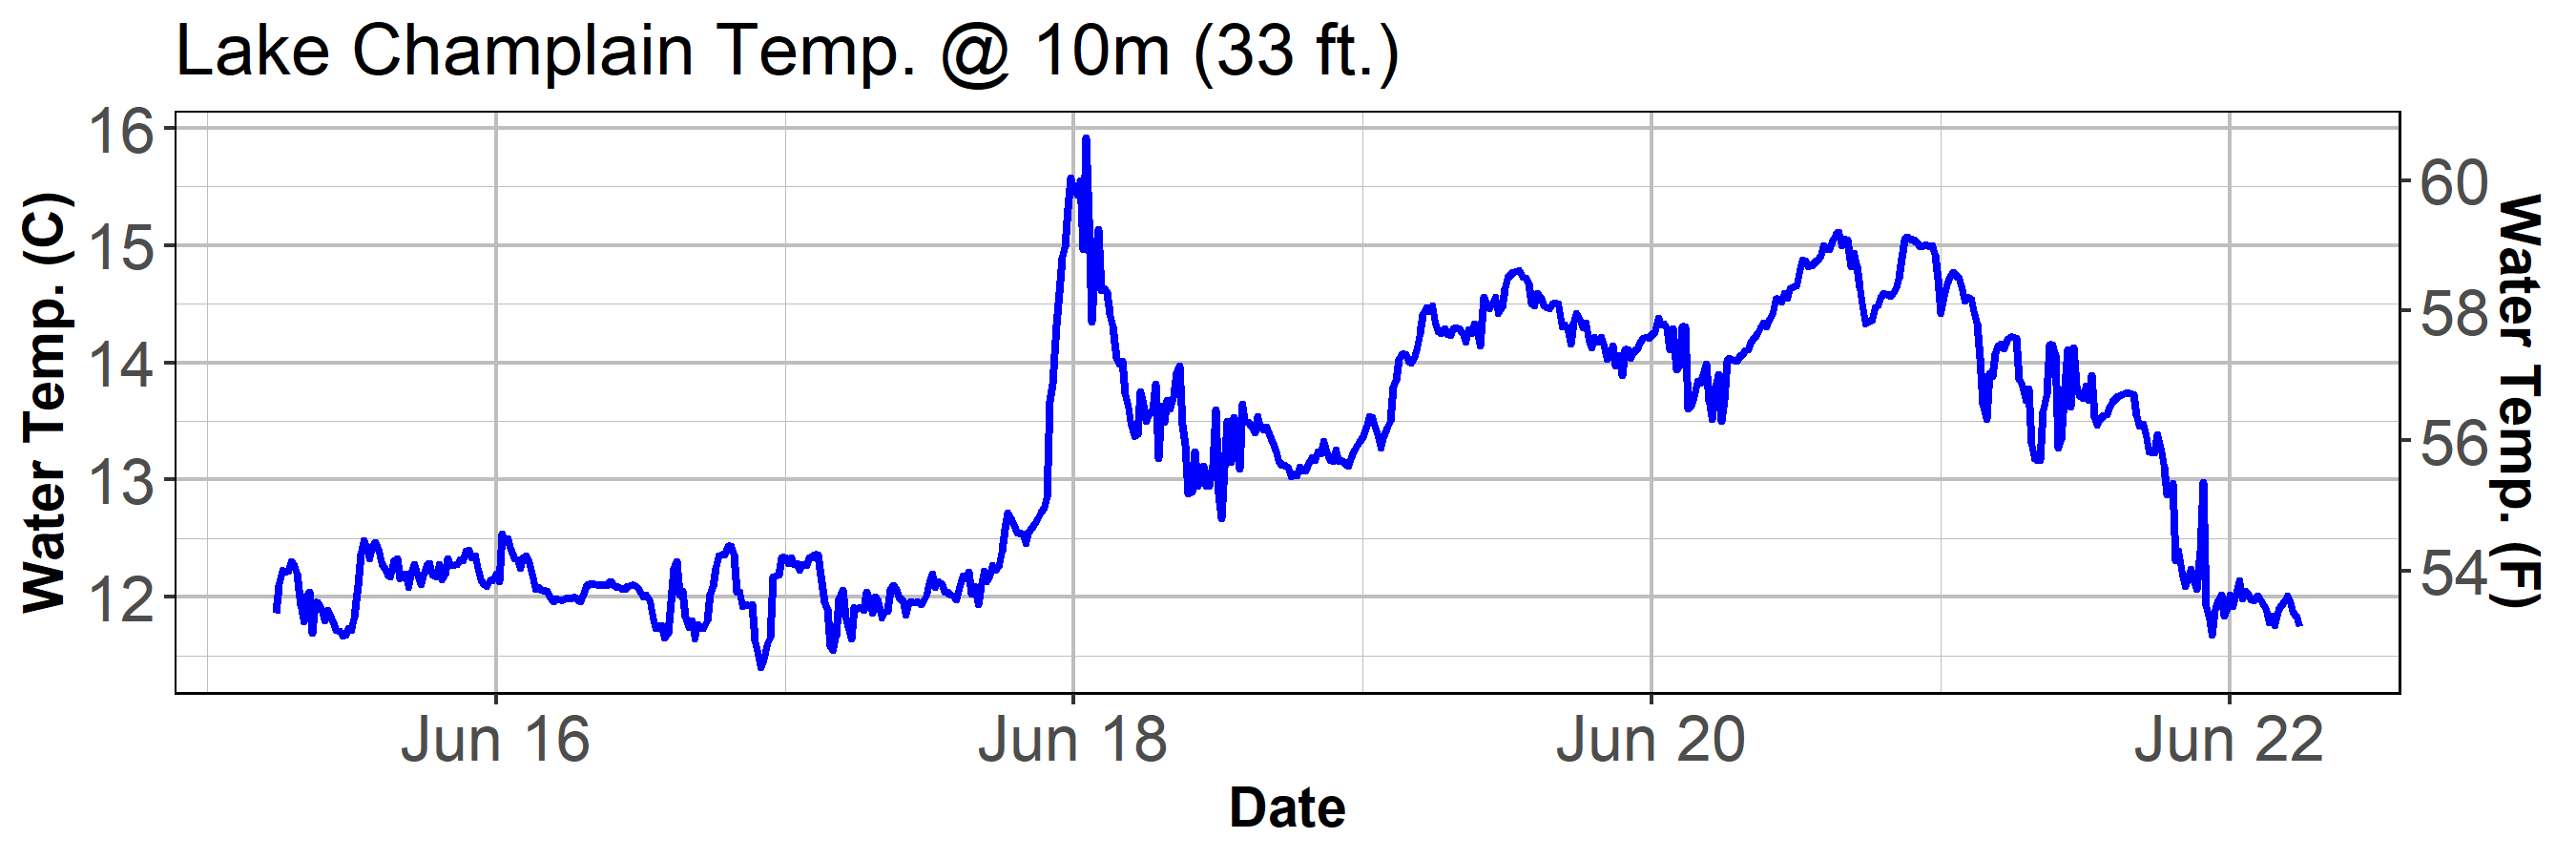 Lake Champlain Temp. @ 10m (33 ft.)
Water Temp. (C)
16
15
14
13
12
60
58
56
54
Water Temp. (F)
Jun 16
Jun 18
Jun 20
Jun 22
Date